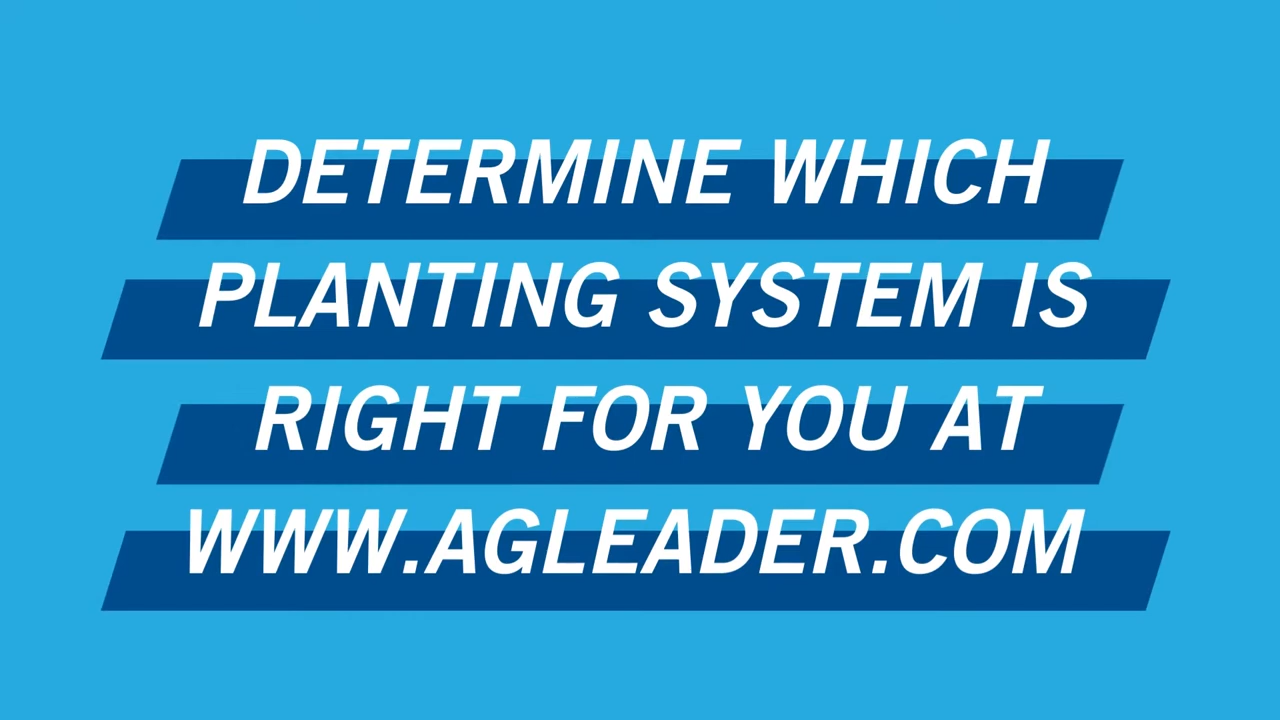 DETERMINE WHICH
PLANTING SYSTEM IS
RIGHT FOR YOU AT
WWW.AGLEADER.COM